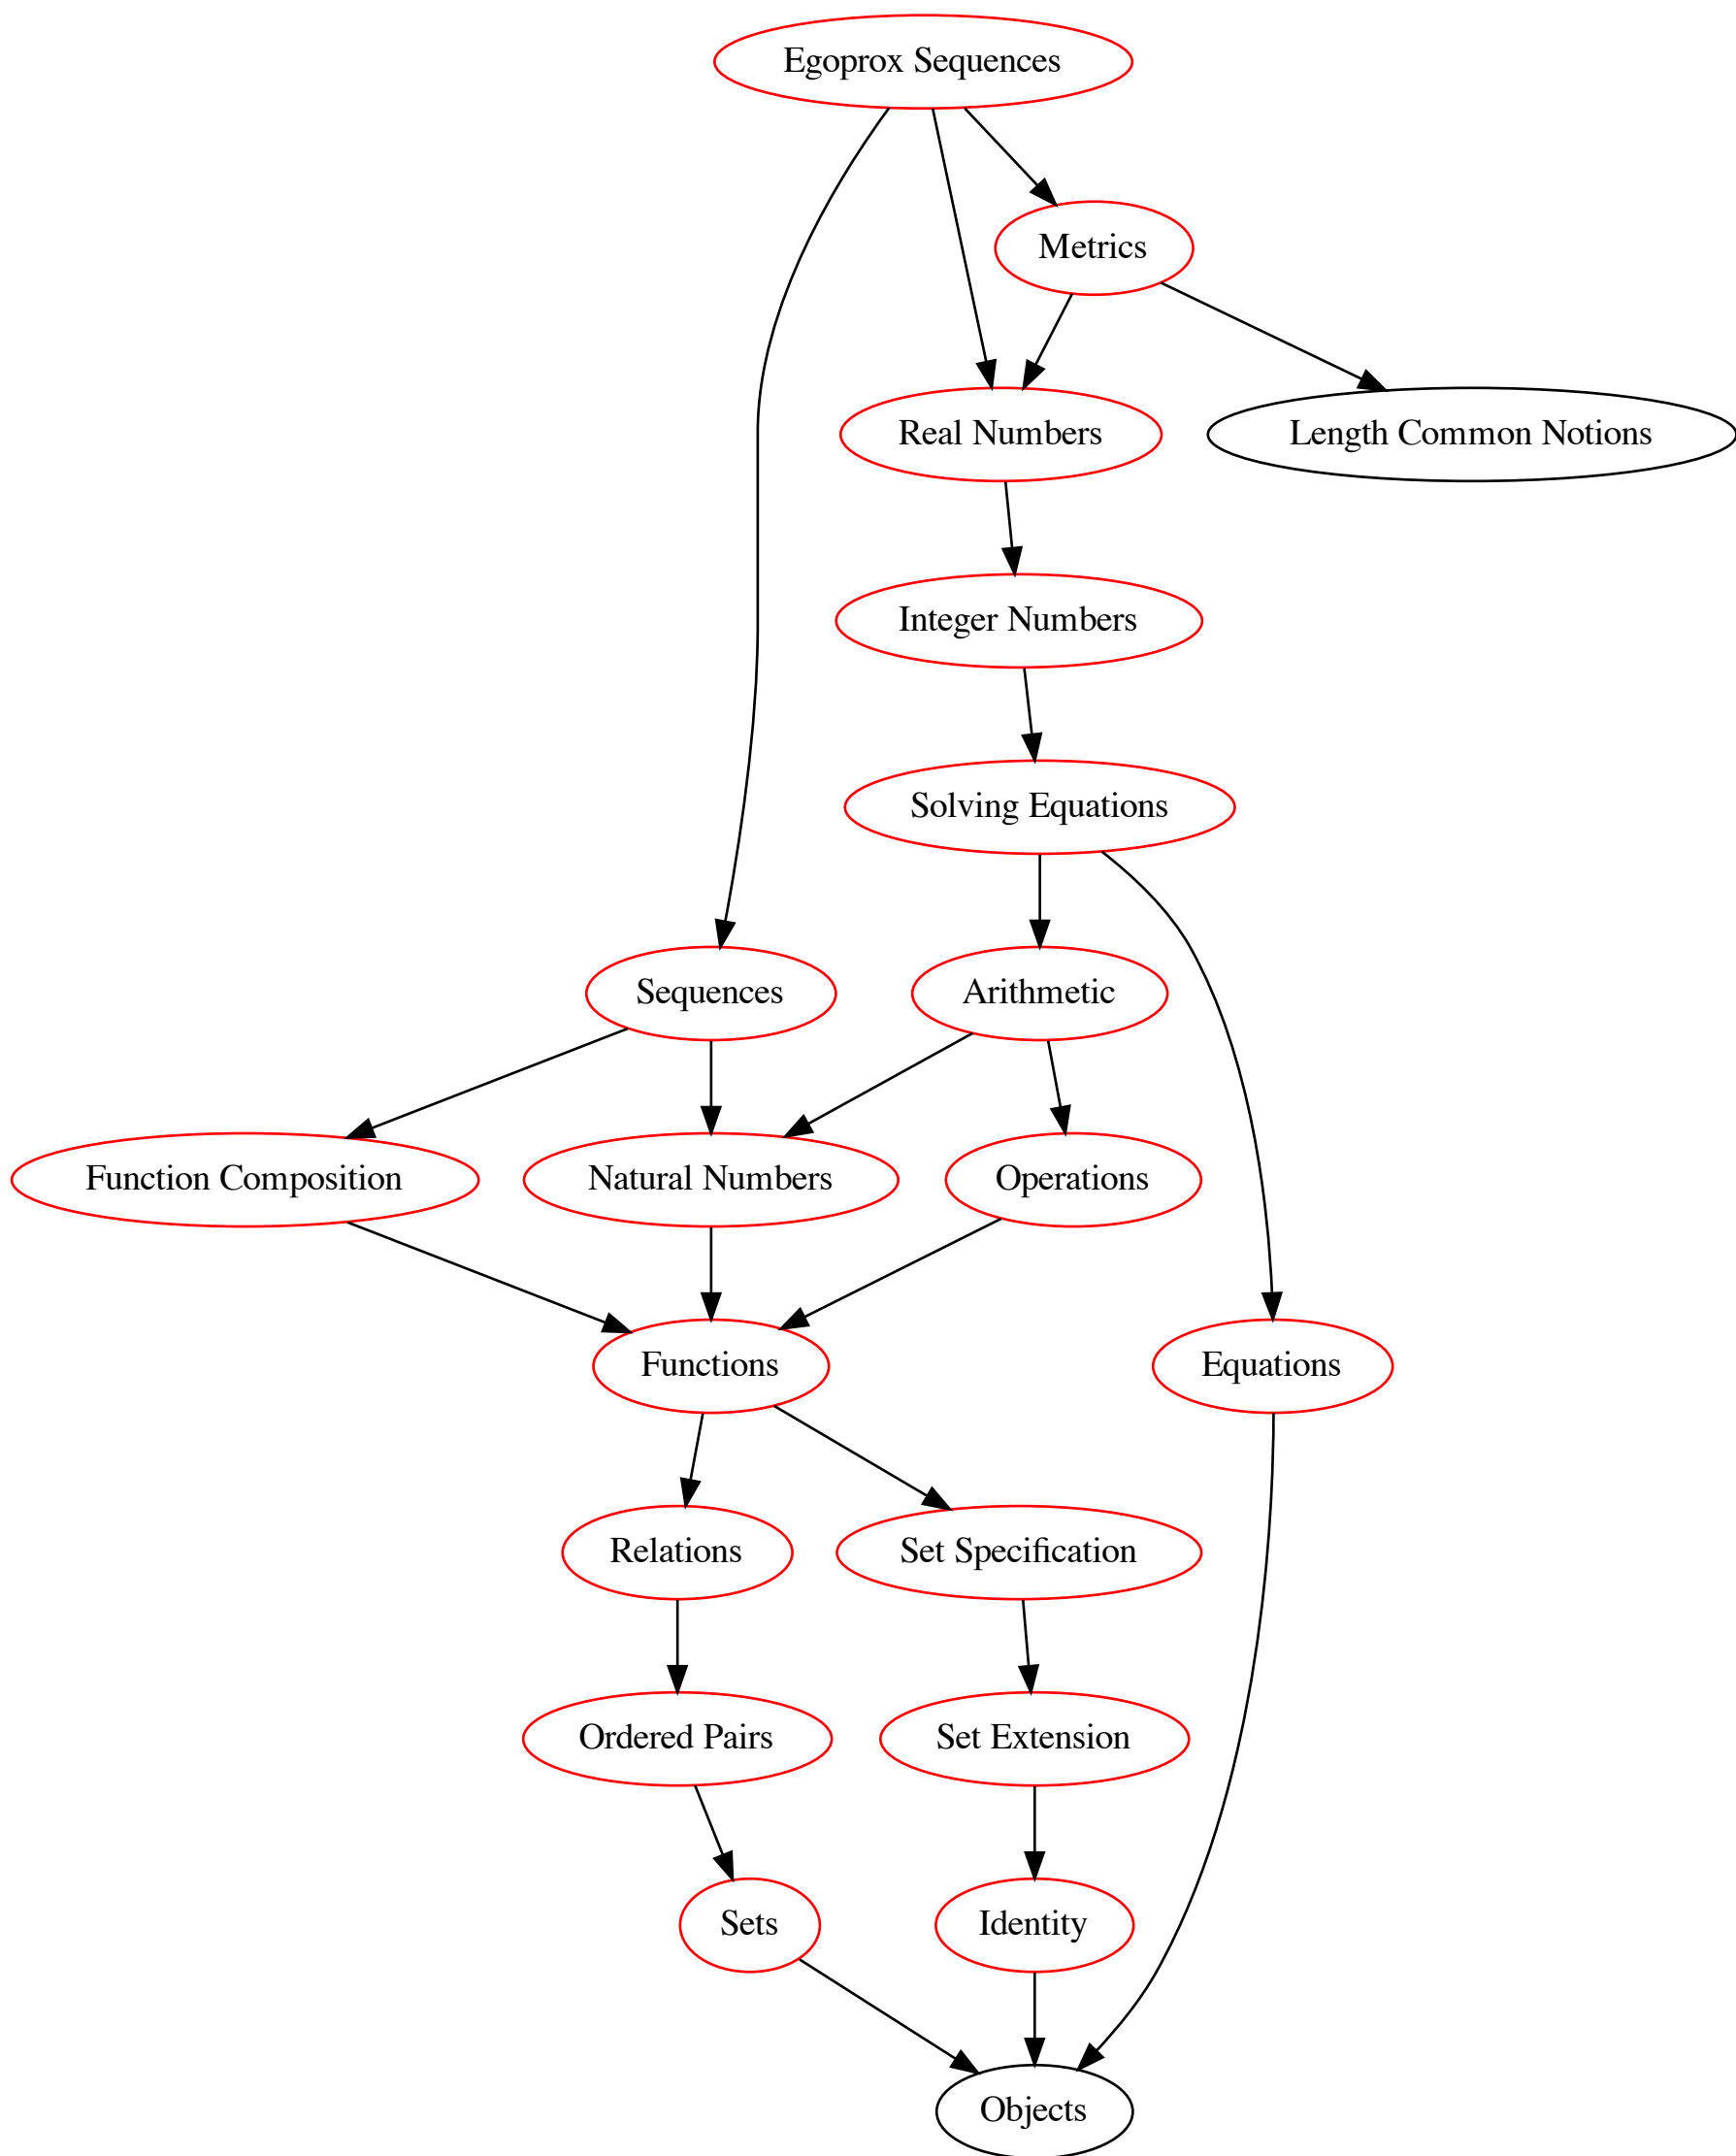 Egoprox Sequences
Metrics
Real Numbers
Length Common Notions
Integer Numbers
Solving Equations
Sequences
Arithmetic
Function Composition
Natural Numbers
Operations
Functions
Equations
Relations
Set Specification
Ordered Pairs
Set Extension
Sets
Identity
Objects